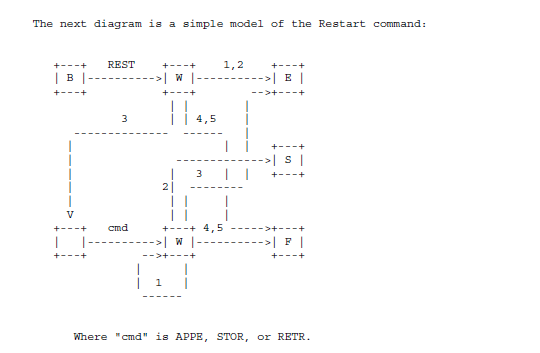 The next diagram is a simple model of the Restart command:
REST 1,2
B W E
3 4,5
S
3
2
V
cmd 4,5
W F
1
Where "cmd" is APPE, STOR, or RETR.